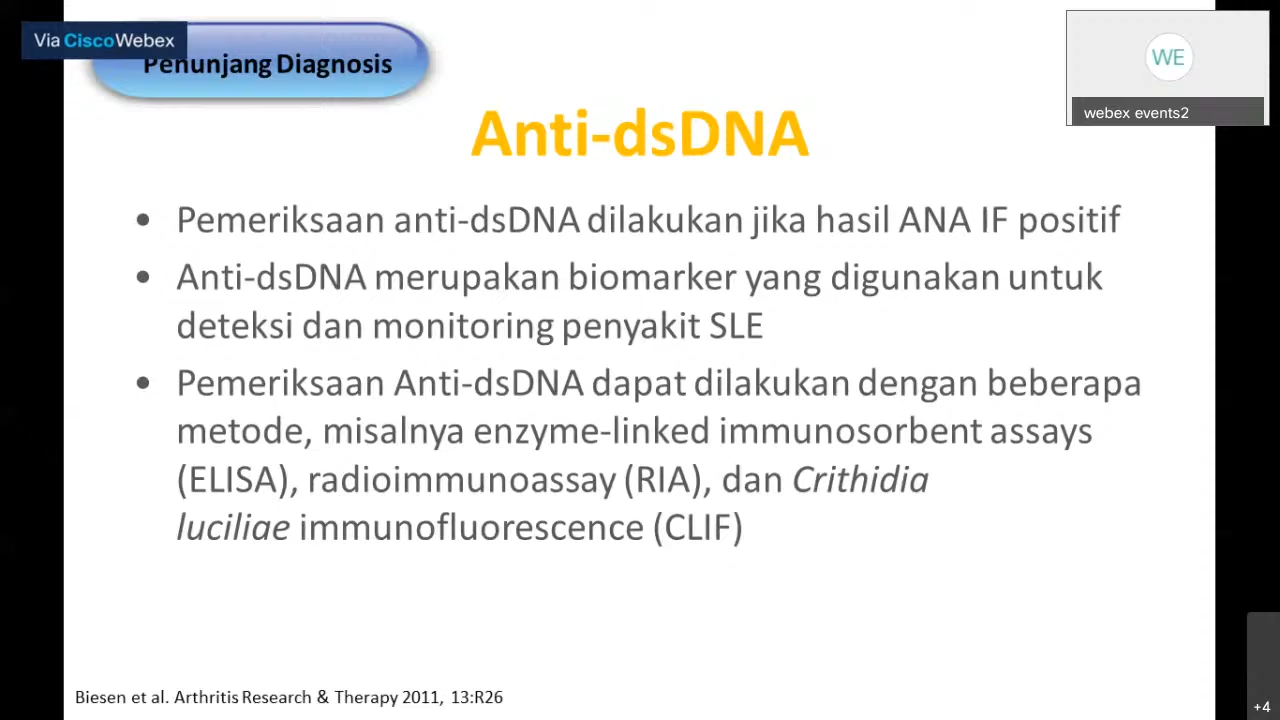 Via Cisco Webex
Penunjang Diagnosis
WE
webex events2
Anti-dsDNA
• Pemeriksaan anti-dsDNA dilakukan jika hasil ANA IF positif
• Anti-dsDNA merupakan biomarker yang digunakan untuk
deteksi dan monitoring penyakit SLE
• Pemeriksaan Anti-dsDNA dapat dilakukan dengan beberapa
metode, misalnya enzyme-linked immunosorbent assays
(ELISA), radioimmunoassay (RIA), dan Crithidia
luciliae immunofluorescence (CLIF)
Biesen et al. Arthritis Research & Therapy 2011, 13:R26
+4